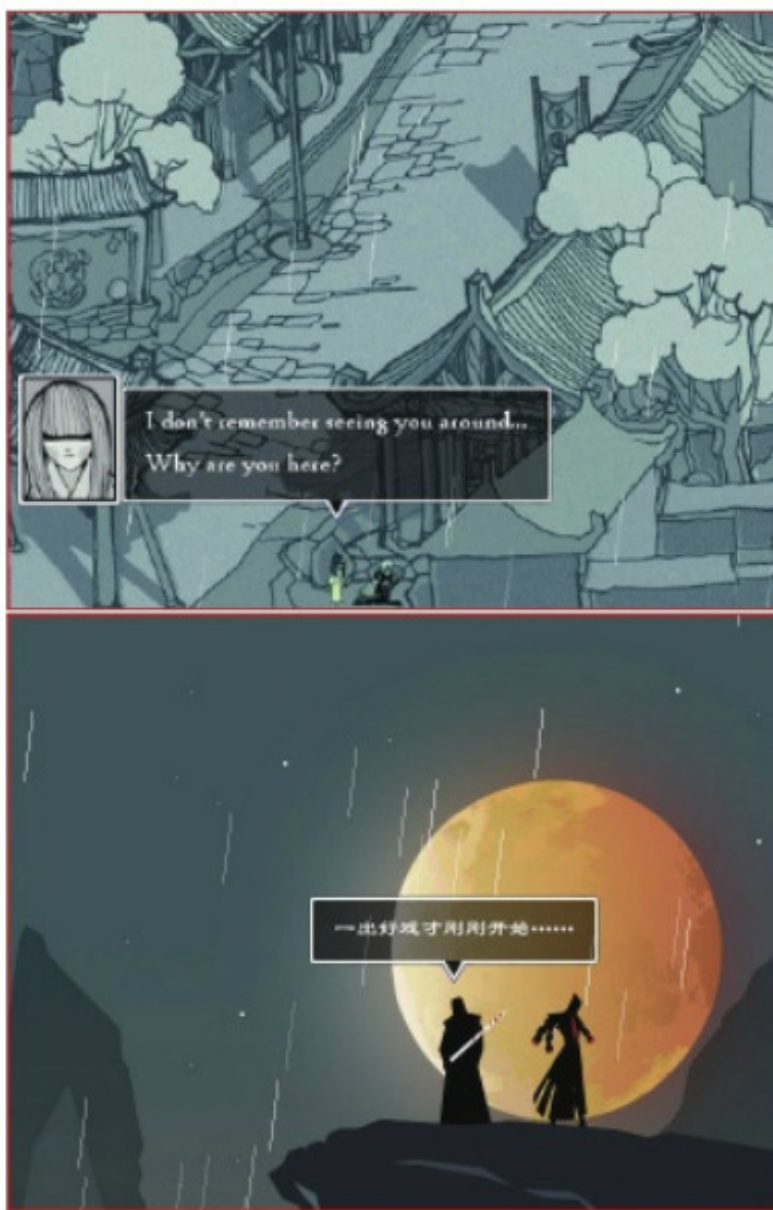 I don't remember seeing you around...
Why are you here?
一出好戏才刚刚开始······